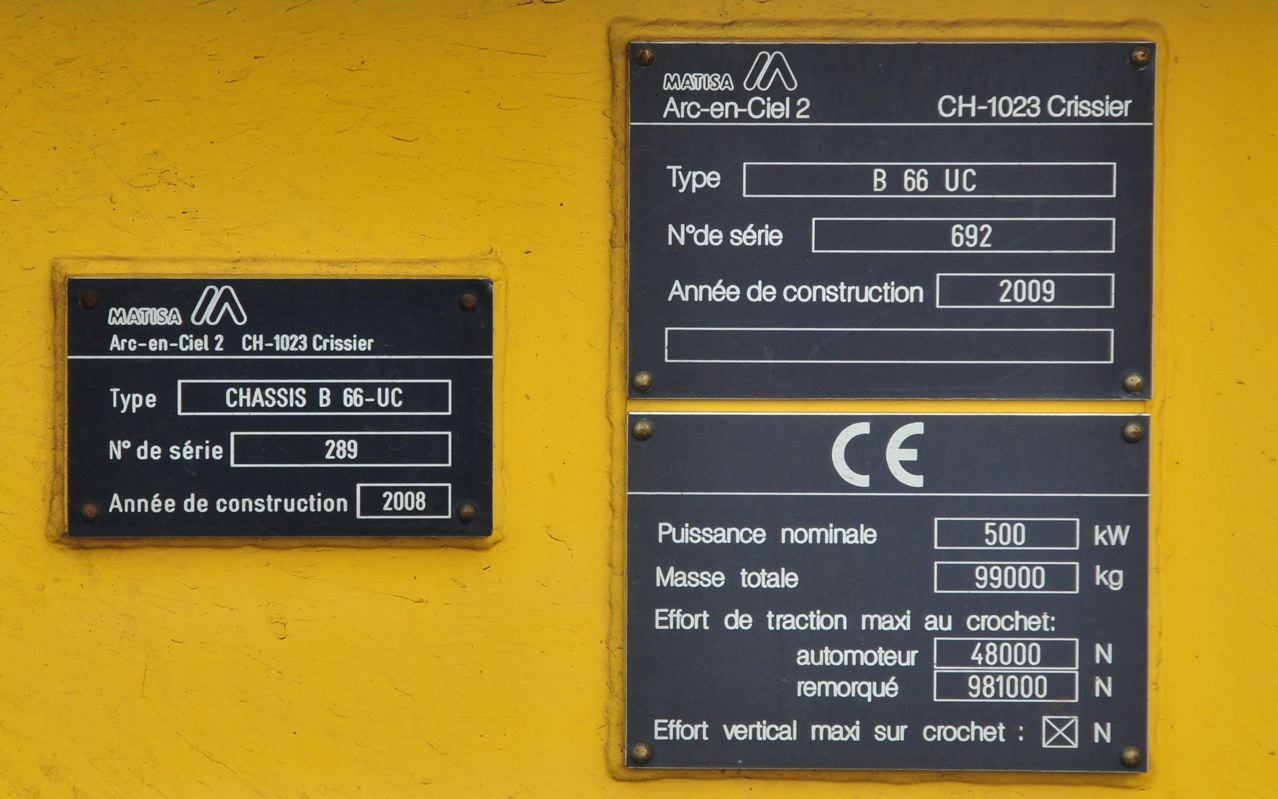 MATISA
Arc-en-Ciel 2 CH-1023 Crissier
Type CHASSIS B 66-UC
N° de série 289
Année de construction 2008
MATISA
Arc-en-Ciel 2 CH-1023 Crissier
Type B 66 UC
N°de série 692
Année de construction 2009
CE
Puissance nominale 500 kW
Masse totale 99000 kg
Effort de traction maxi au crochet:
automoteur 48000 N
remorqué 981000 N
Effort vertical maxi sur crochet : N